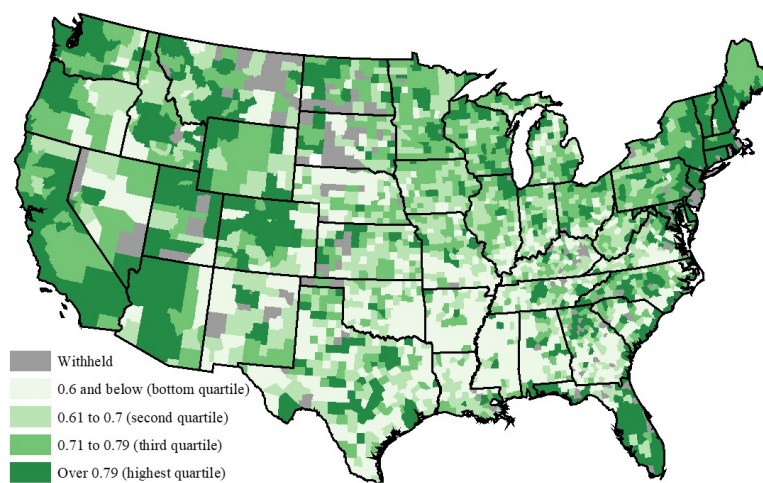 Withheld
0.6 and below (bottom quartile)
0.61 to 0.7 (second quartile)
0.71 to 0.79 (third quartile)
Over 0.79 (highest quartile)